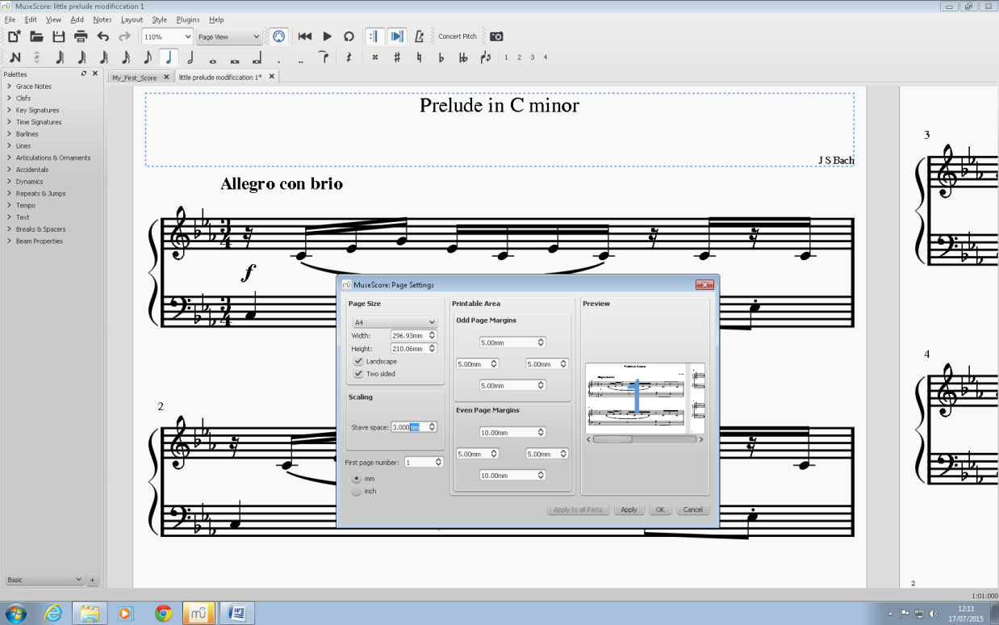 MuseScore: little prelude modificcation 1
File Edit View Add Notes Layout Style Plugins Help
110% Page View Concert Pitch
1 2 3 4
Palettes
My_First_Score
little prelude modificcation 1*
Grace Notes
Clefs
Key Signatures
Time Signatures
Barlines
Lines
Articulations & Ornaments
Accidentals
Dynamics
Repeats & Jumps
Tempo
Text
Breaks & Spacers
Beam Properties
Basic
Prelude in C minor
J S Bach
Allegro con brio
3
4
f
2
3
4
2
MuseScore: Page Settings
Page Size
A4
Width: 296.93mm
Height: 210.06mm
Landscape
Two sided
Scaling
Stave space: 3.000mm
First page number: 1
mm
inch
Printable Area
Odd Page Margins
5.00mm
5.00mm 5.00mm
5.00mm
Even Page Margins
10.00mm
5.00mm 5.00mm
10.00mm
Preview
1
Apply to all Parts Apply OK Cancel
1:01:000
12:11
17/07/2015